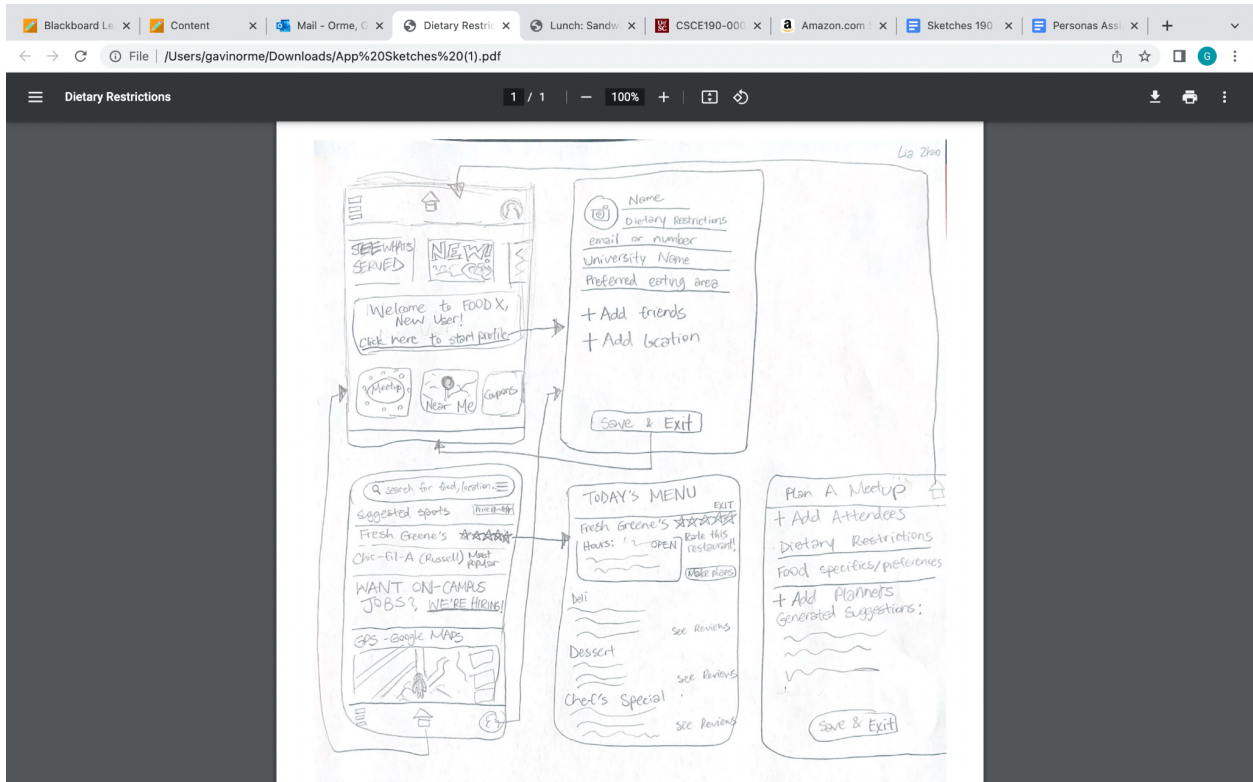 Blackboard Le
Content
Mail - Orme, G
Dietary Restric
Lunch: Sandw
CSCE190-000
Amazon.com
Sketches 190
Personas Assi
File | /Users/gavinorme/Downloads/App%20Sketches%20(1).pdf
G
Dietary Restrictions
1 / 1
100%
Lia Zhao
SEE WHATS
SERVED
NEW!
Welcome to FOOD X,
New User!
Click here to start profile
Meetup
Near Me
Coupons
Name
Dietary Restrictions
email or number
University Name
Preferred eating area
+ Add friends
+ Add location
Save & Exit
search for food, location
Suggested spots
Fresh Greene's
Chic-fil-A (Russell) Most
popular
WANT ON-CAMPUS
JOBS?, WE'RE HIRING!
GPS - Google MAPS
TODAY'S MENU
EXIT
Fresh Greene's
Rate this
restaurant!
Hours: OPEN
Make plans
Deli
See Reviews
Dessert
See Reviews
Chef's Special
See Reviews
Plan A Meetup
+ Add Attendees
Dietary Restrictions
Food specifics/preferences
+ Add Planners
Generated Suggestions:
Save & Exit